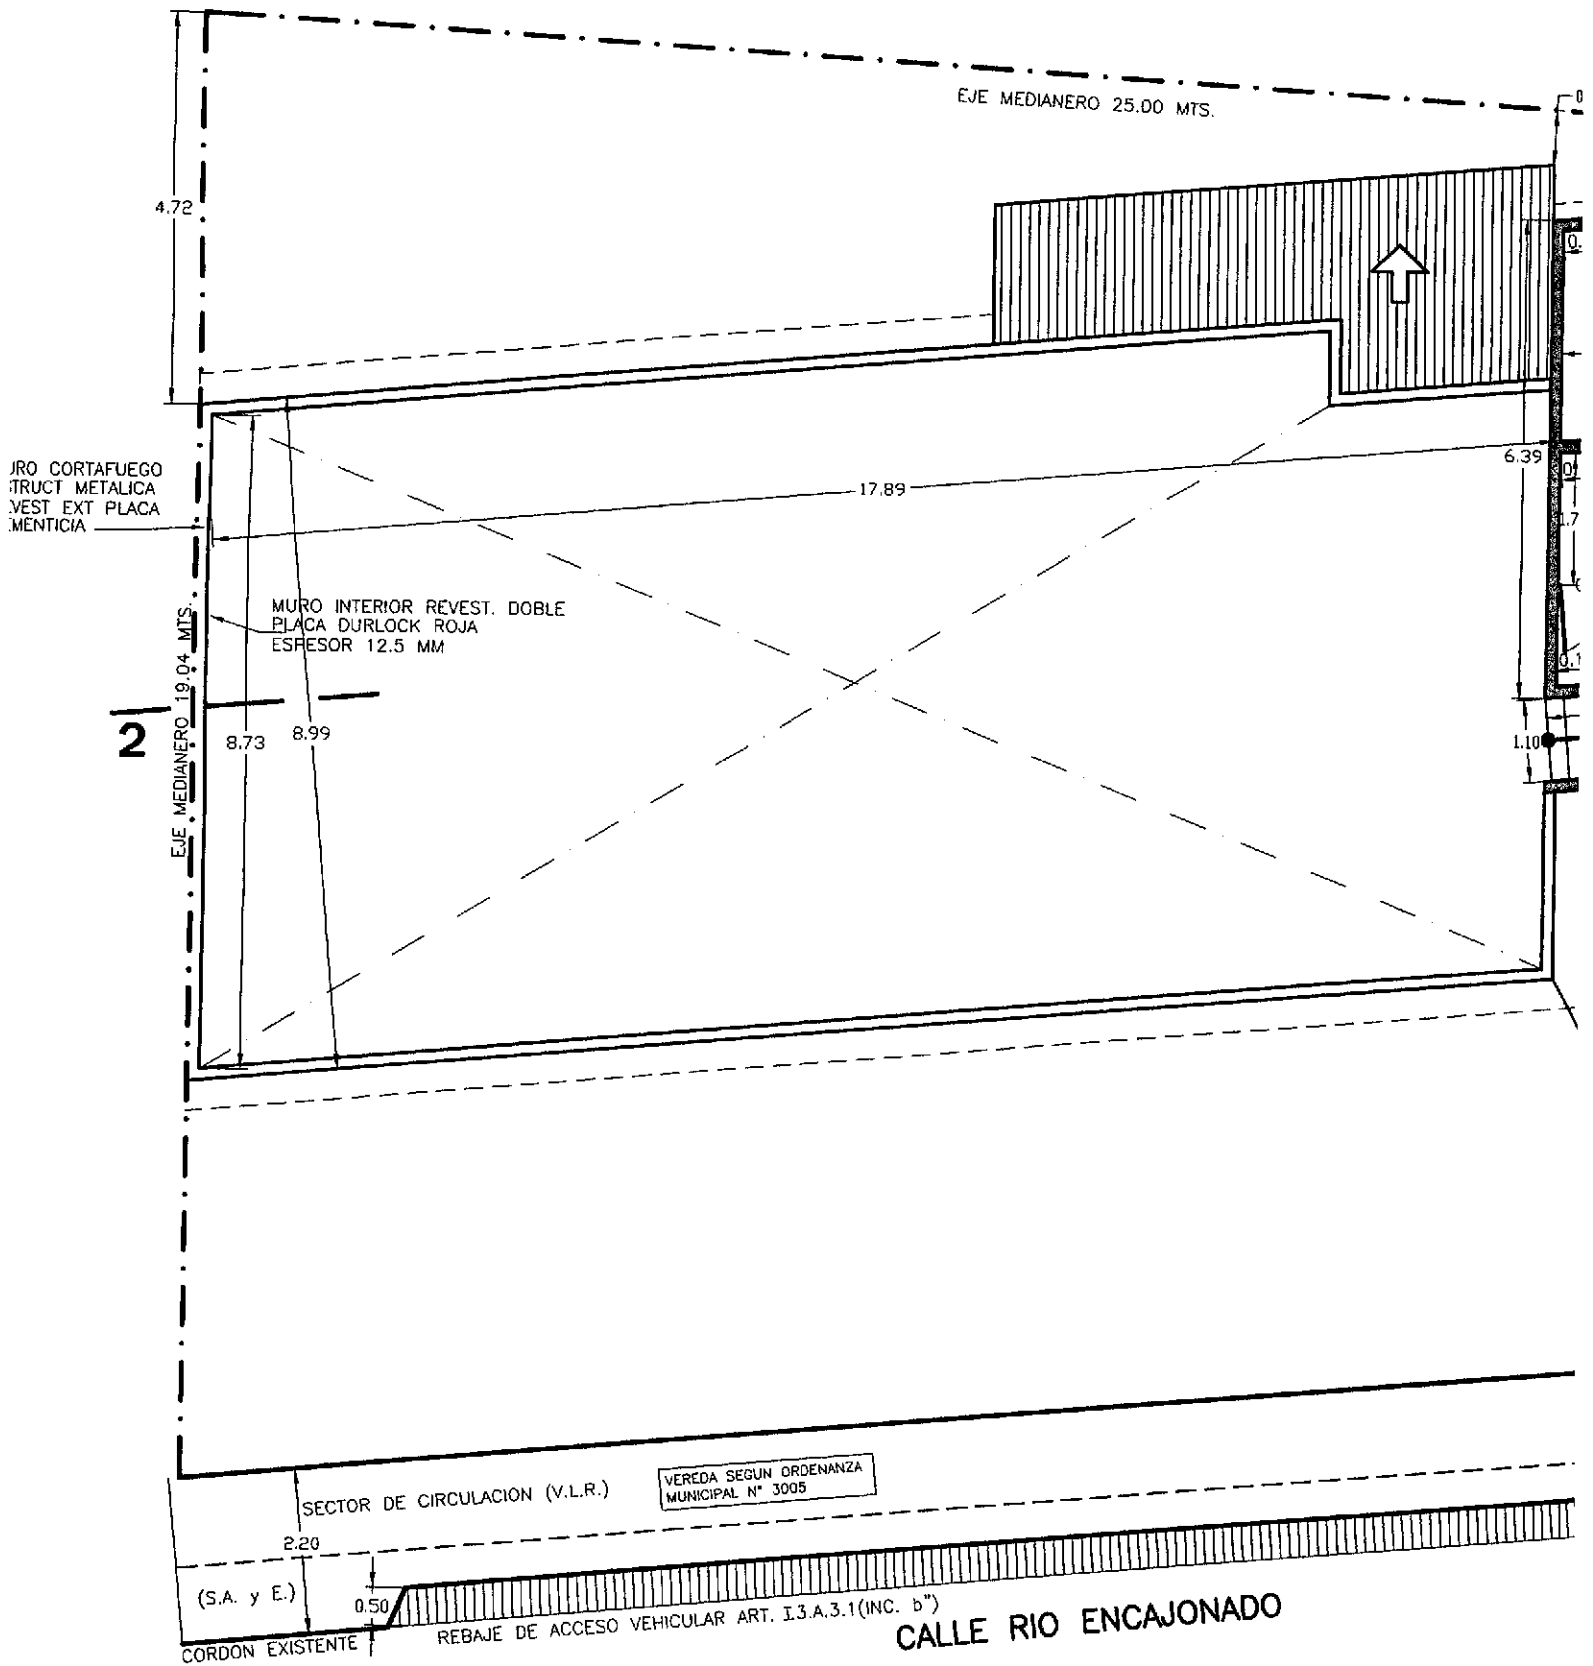 EJE MEDIANERO 25.00 MTS.
4.72
6.39
17.89
URO CORTAFUEGO
TRUCT METALICA
VEST EXT PLACA
MENTICIA
MURO INTERIOR REVEST. DOBLE
PLACA DURLOCK ROJA
ESPESOR 12.5 MM
EJE MEDIANERO 19.04 MTS.
2
8.73
8.99
1.10
SECTOR DE CIRCULACION (V.L.R.)
VEREDA SEGUN ORDENANZA
MUNICIPAL N° 3005
2.20
(S.A. y E.)
0.50
REBAJE DE ACCESO VEHICULAR ART. I.3.A.3.1(INC. b")
CORDON EXISTENTE
CALLE RIO ENCAJONADO